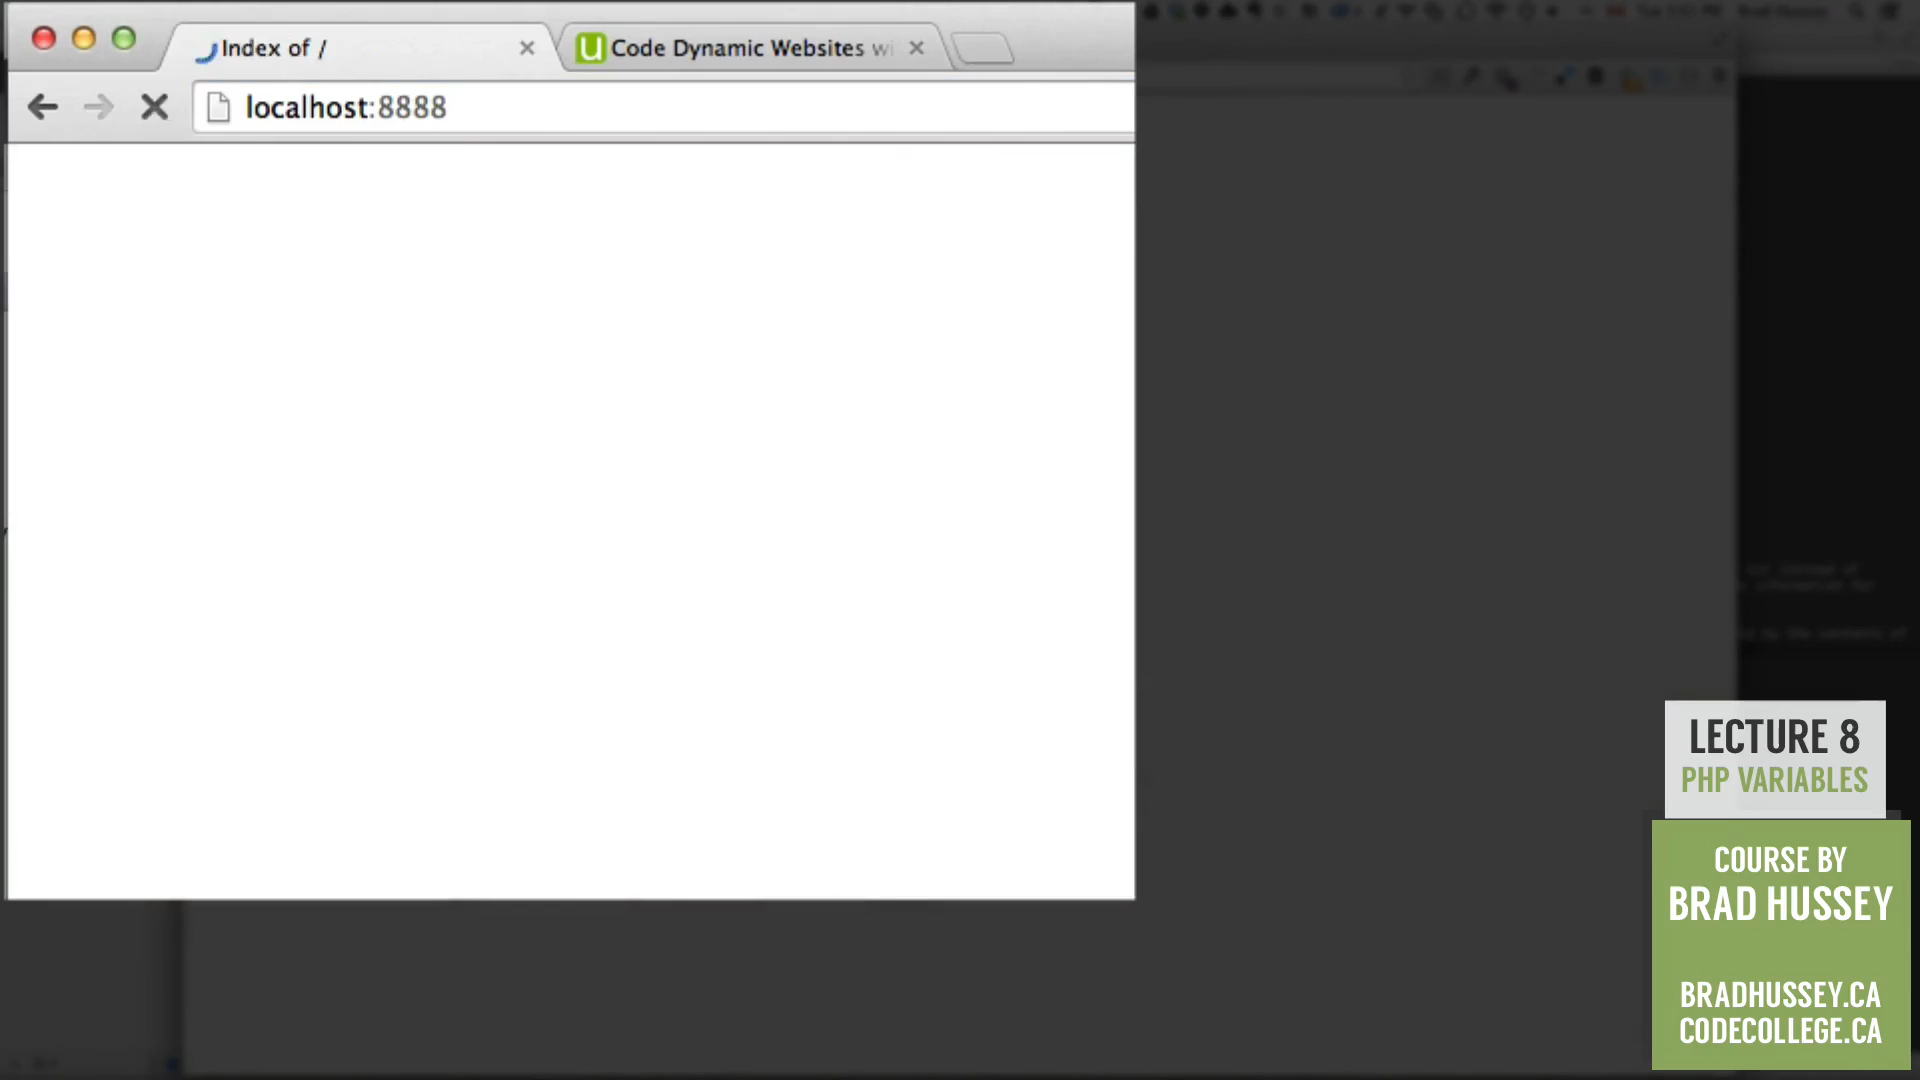 Index of /
Code Dynamic Websites wi
localhost:8888
LECTURE 8
PHP VARIABLES
COURSE BY
BRAD HUSSEY
BRADHUSSEY.CA
CODECOLLEGE.CA